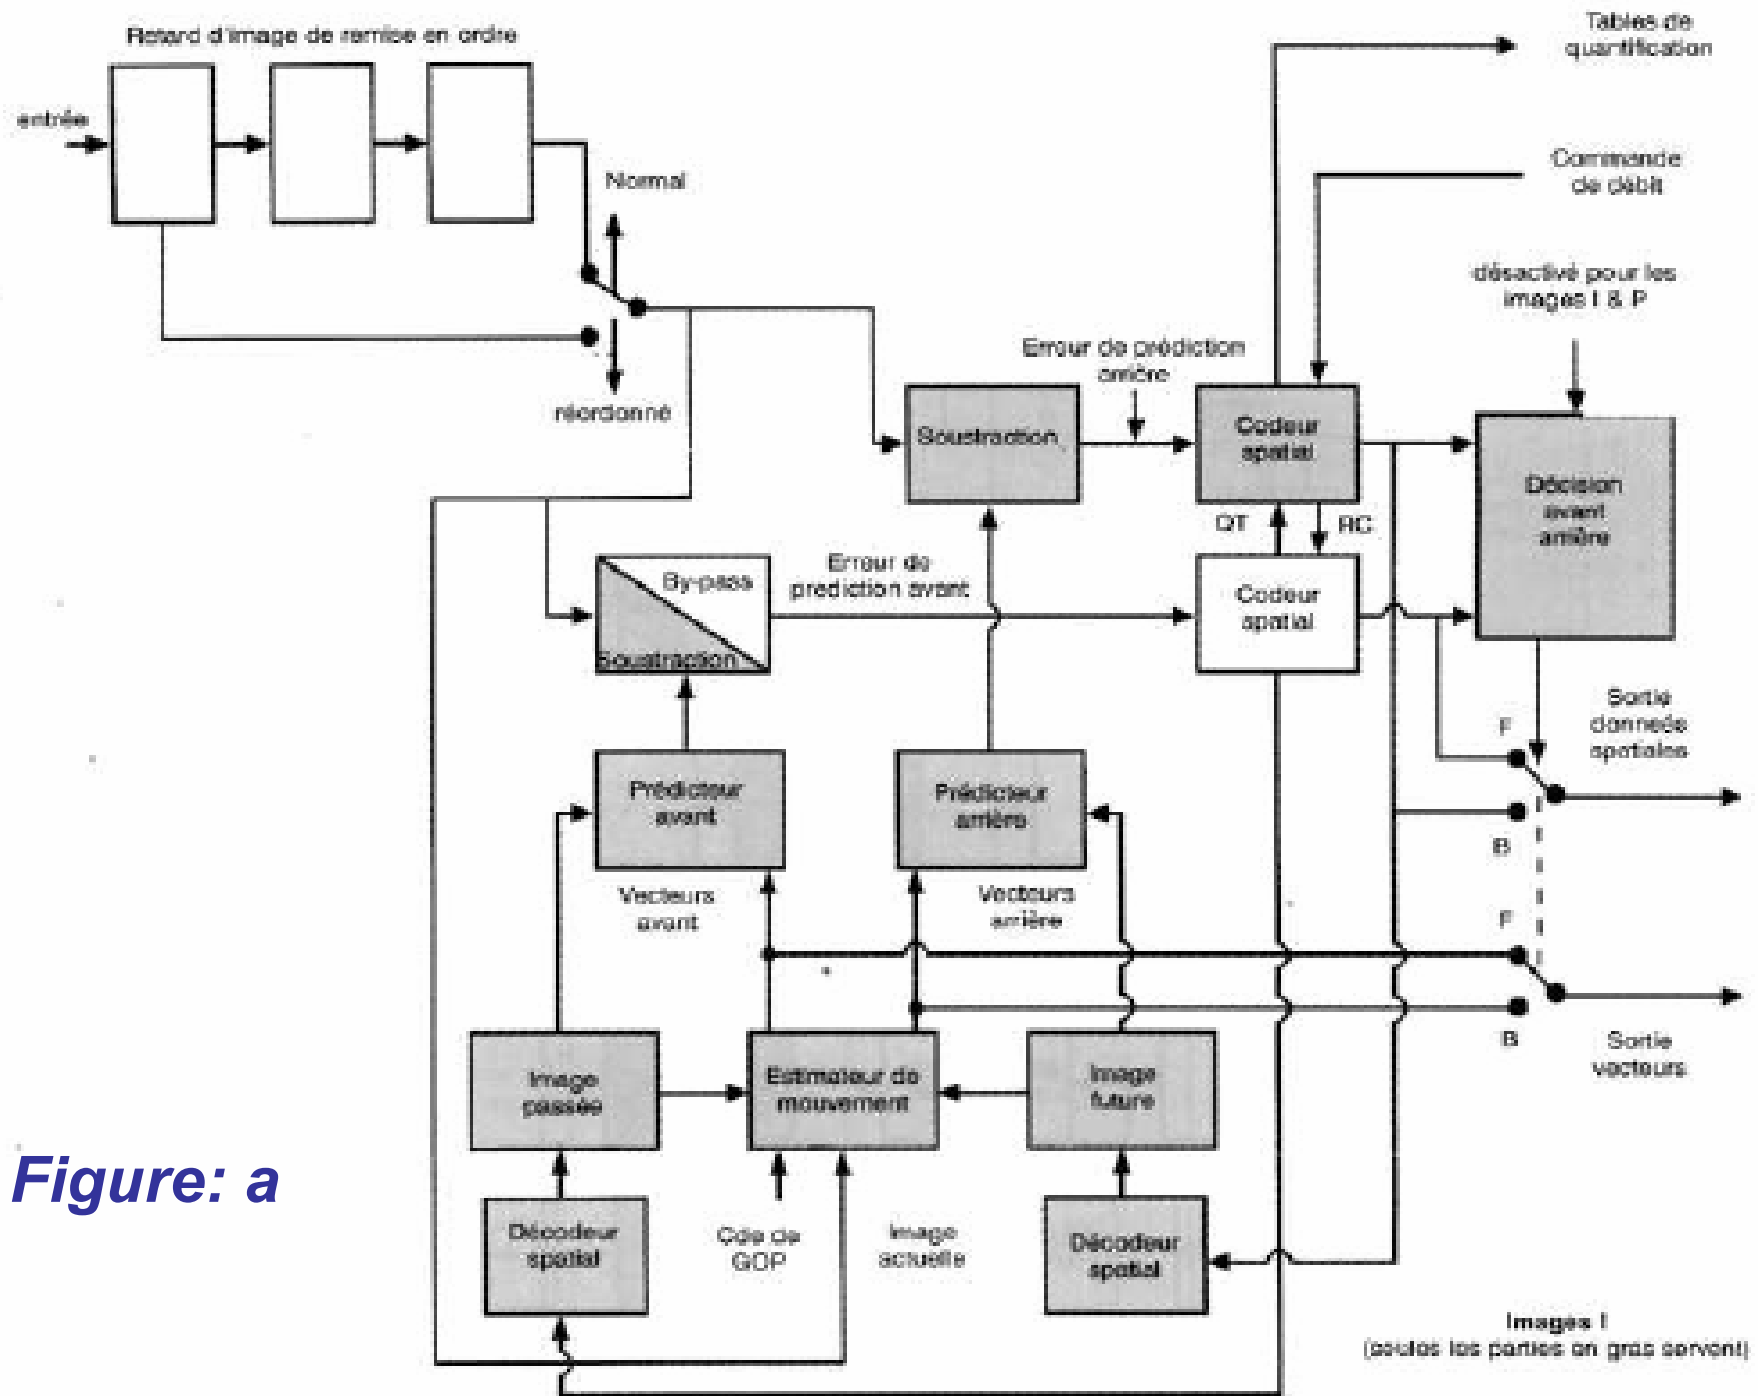 Retard d'image de remise en ordre
entrée
Normal
réordonné
Tables de
quantification
Commande
de débit
désactivé pour les
images I & P
Erreur de prédiction
arrière
Soustraction
Codeur
spatial
Décision
avant
arrière
QT
RC
By-pass
Soustraction
Erreur de
prediction avant
Codeur
spatial
F
Sortie
donneés
spatiales
B
Prédicteur
avant
Prédicteur
arrière
Vecteurs
avant
Vecteurs
arrière
F
B
Sortie
vecteurs
Image
passée
Estimateur de
mouvement
Image
future
Figure: a
Décodeur
spatial
Cde de
GOP
Image
actuelle
Décodeur
spatial
Images I
(seules les parties en gras servent)